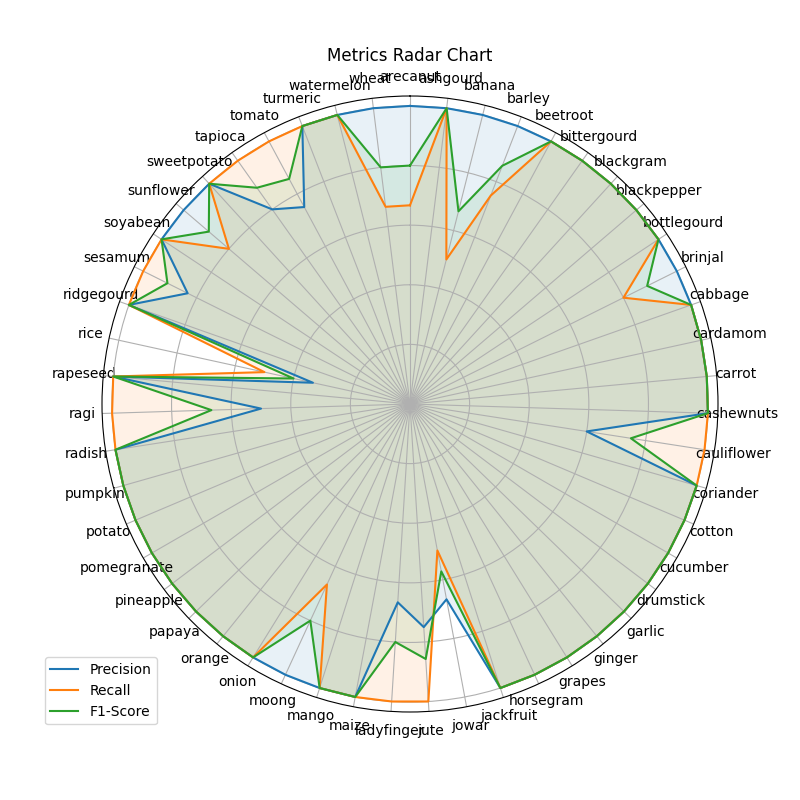 Metrics Radar Chart
arecanut
ashgourd
banana
barley
beetroot
bittergourd
blackgram
blackpepper
bottlegourd
brinjal
cabbage
cardamom
carrot
cashewnuts
cauliflower
coriander
cotton
cucumber
drumstick
garlic
ginger
grapes
horsegram
jackfruit
jowar
jute
ladyfinger
maize
mango
moong
onion
orange
papaya
pineapple
pomegranate
potato
pumpkin
radish
ragi
rapeseed
rice
ridgegourd
sesamum
soyabean
sunflower
sweetpotato
tapioca
tomato
turmeric
watermelon
wheat
Precision
Recall
F1-Score